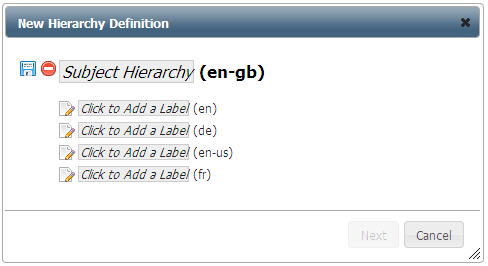 New Hierarchy Definition
Subject Hierarchy (en-gb)
Click to Add a Label (en)
Click to Add a Label (de)
Click to Add a Label (en-us)
Click to Add a Label (fr)
Next Cancel